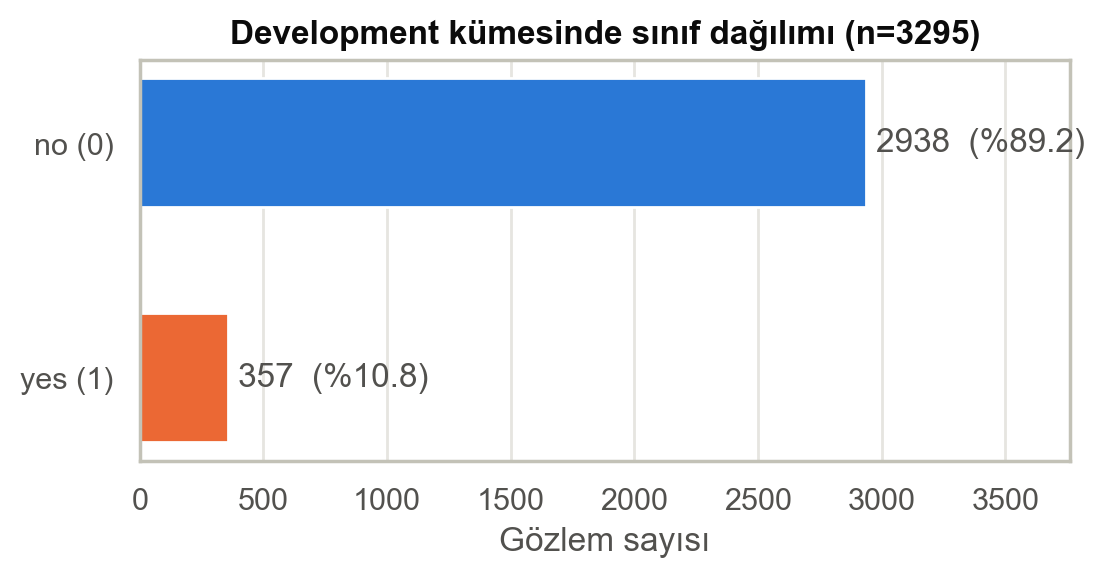 Development kümesinde sınıf dağılımı (n=3295)
no (0)
2938  (%89.2)
yes (1)
357  (%10.8)
0 500 1000 1500 2000 2500 3000 3500
Gözlem sayısı